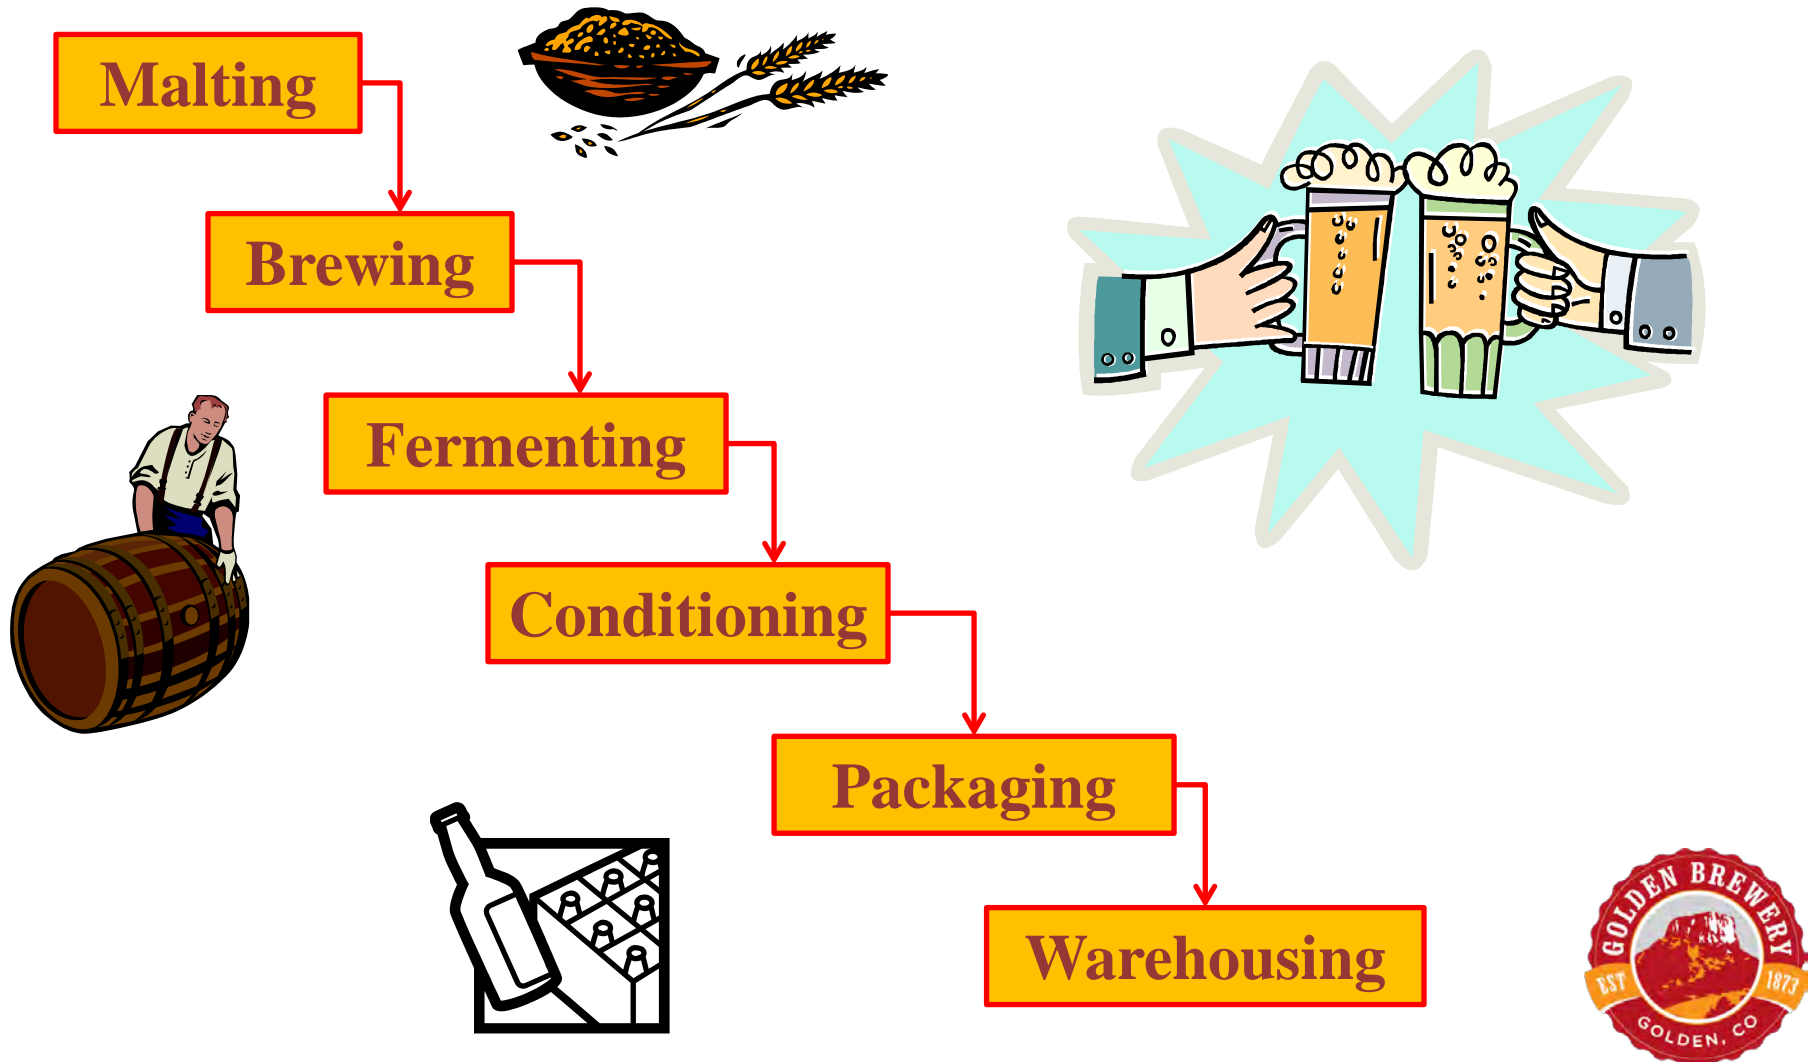 Malting
Brewing
Fermenting
Conditioning
Packaging
Warehousing
GOLDEN BREWERY
EST 1873
GOLDEN, CO